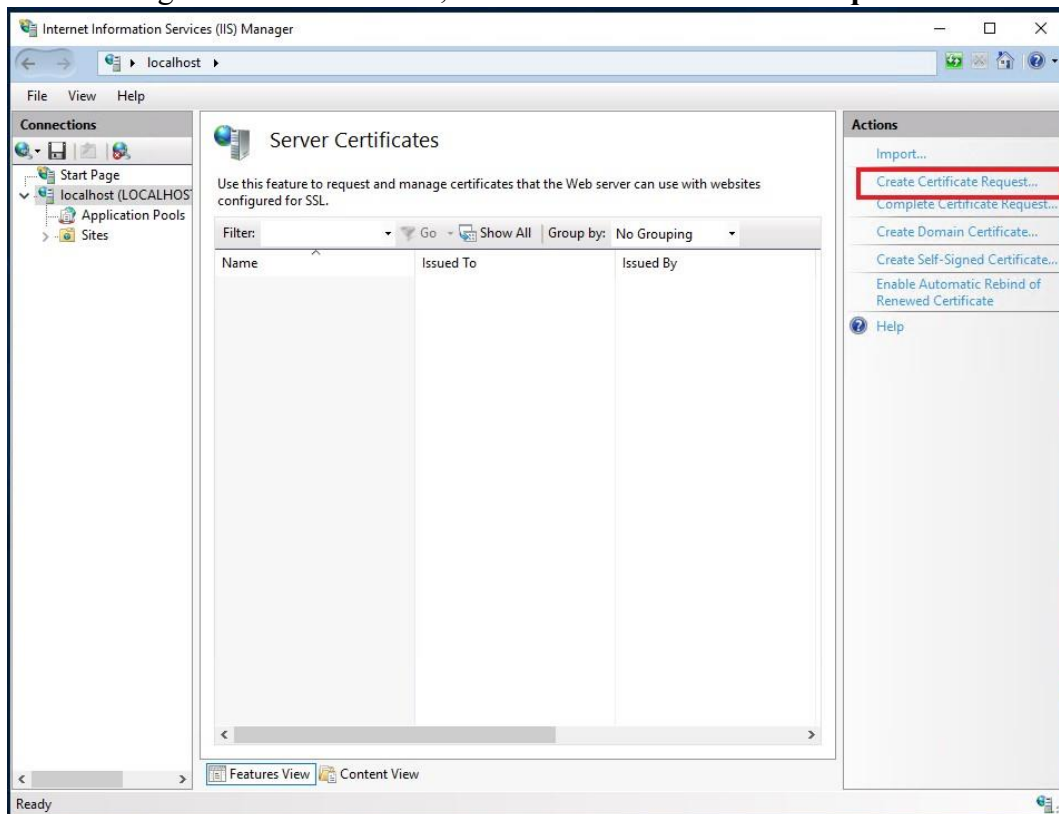 Internet Information Services (IIS) Manager
localhost
File View Help
Connections
Start Page
localhost (LOCALHOS
Application Pools
Sites
Server Certificates
Use this feature to request and manage certificates that the Web server can use with websites
configured for SSL.
Filter: Go Show All Group by: No Grouping
Name Issued To Issued By
Features View Content View
Actions
Import...
Create Certificate Request...
Complete Certificate Request...
Create Domain Certificate...
Create Self-Signed Certificate...
Enable Automatic Rebind of
Renewed Certificate
Help
Ready